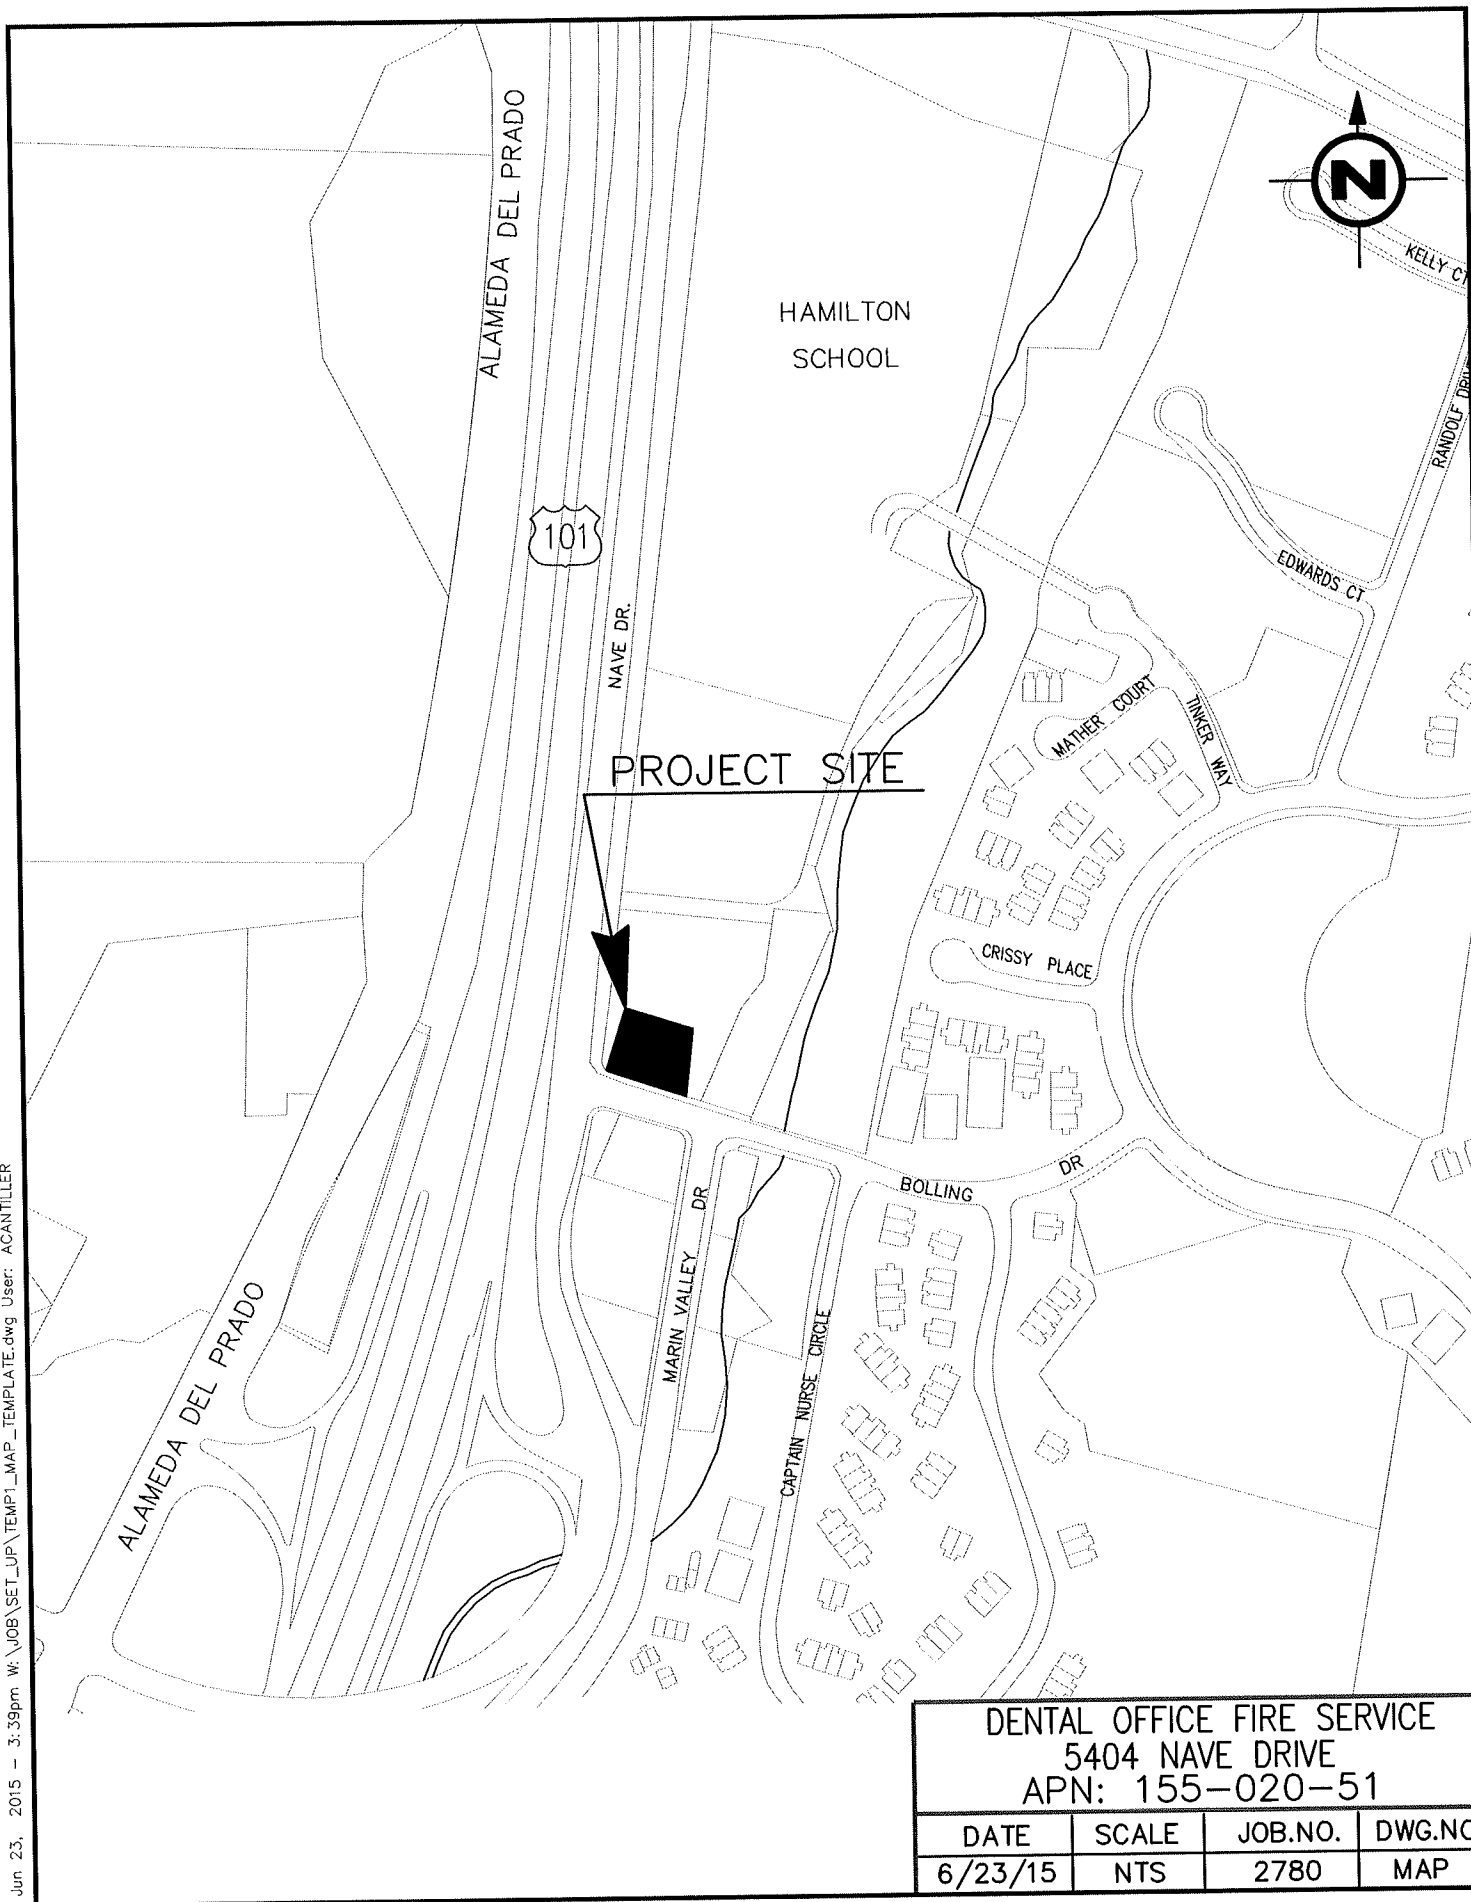 ALAMEDA DEL PRADO
N
KELLY CT
HAMILTON
SCHOOL
RANDOLF
101
EDWARDS CT
NAVE DR.
MATHER COURT
TINKER WAY
PROJECT SITE
CRISSY PLACE
BOLLING DR
MARIN VALLEY DR
CAPTAIN NURSE CIRCLE
ALAMEDA DEL PRADO
Jun 23, 2015 - 3:39pm W:\JOB\SET_UP\TEMP1_MAP_TEMPLATE.dwg User: ACANTILLER
DENTAL OFFICE FIRE SERVICE
5404 NAVE DRIVE
APN: 155-020-51
DATE SCALE JOB.NO. DWG.NO
6/23/15 NTS 2780 MAP